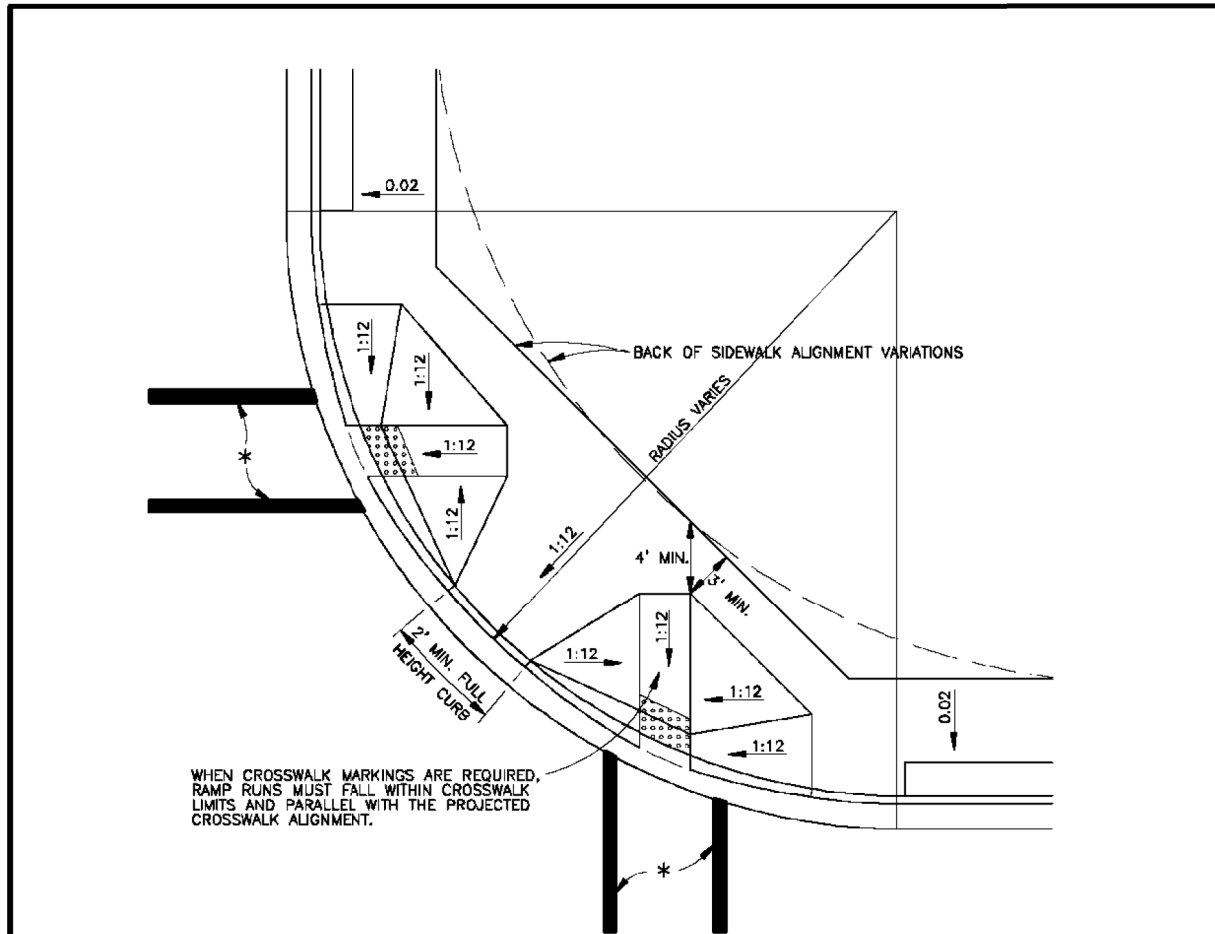 0.02
1:12
1:12
BACK OF SIDEWALK ALIGNMENT VARIATIONS
RADIUS VARIES
1:12
*
1:12
1:12
4' MIN.
3' MIN.
2' MIN. FULL
HEIGHT CURB
1:12
1:12
1:12
1:12
0.02
WHEN CROSSWALK MARKINGS ARE REQUIRED,
RAMP RUNS MUST FALL WITHIN CROSSWALK
LIMITS AND PARALLEL WITH THE PROJECTED
CROSSWALK ALIGNMENT.
*